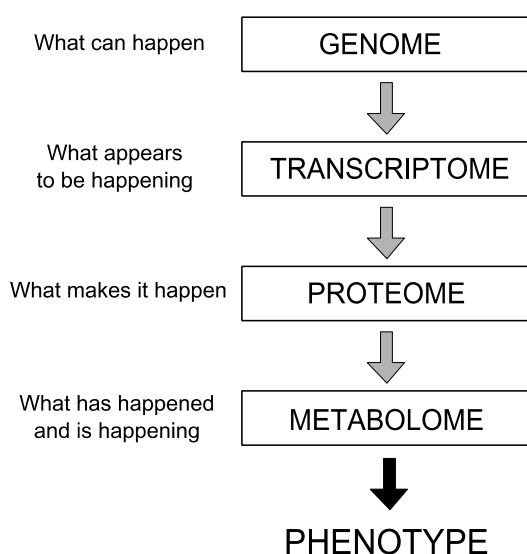 What can happen
GENOME
What appears
to be happening
TRANSCRIPTOME
What makes it happen
PROTEOME
What has happened
and is happening
METABOLOME
PHENOTYPE